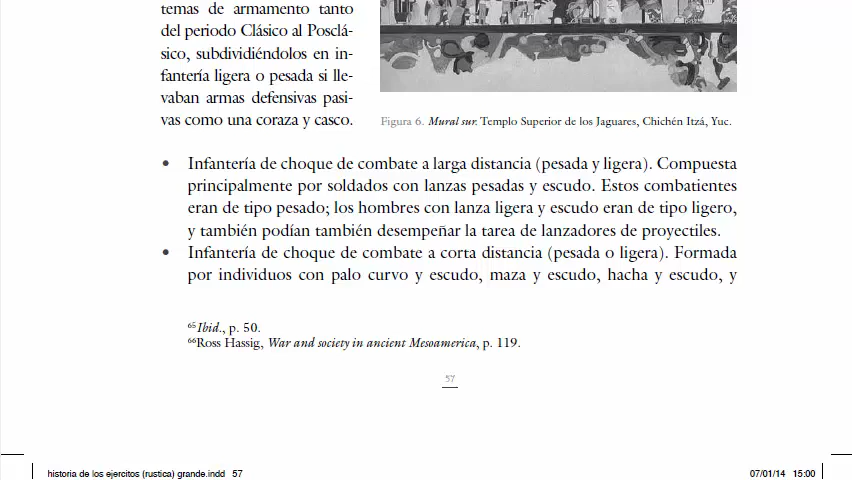 temas de armamento tanto
del periodo Clásico al Posclá-
sico, subdividiéndolos en in-
fantería ligera o pesada si lle-
vaban armas defensivas pasi-
vas como una coraza y casco.
Figura 6. Mural sur. Templo Superior de los Jaguares, Chichén Itzá, Yuc.
• Infantería de choque de combate a larga distancia (pesada y ligera). Compuesta
principalmente por soldados con lanzas pesadas y escudo. Estos combatientes
eran de tipo pesado; los hombres con lanza ligera y escudo eran de tipo ligero,
y también podían también desempeñar la tarea de lanzadores de proyectiles.
• Infantería de choque de combate a corta distancia (pesada o ligera). Formada
por individuos con palo curvo y escudo, maza y escudo, hacha y escudo, y
65 Ibid., p. 50.
66 Ross Hassig, War and society in ancient Mesoamerica, p. 119.
57
historia de los ejercitos (rustica) grande.indd 57
07/01/14 15:00